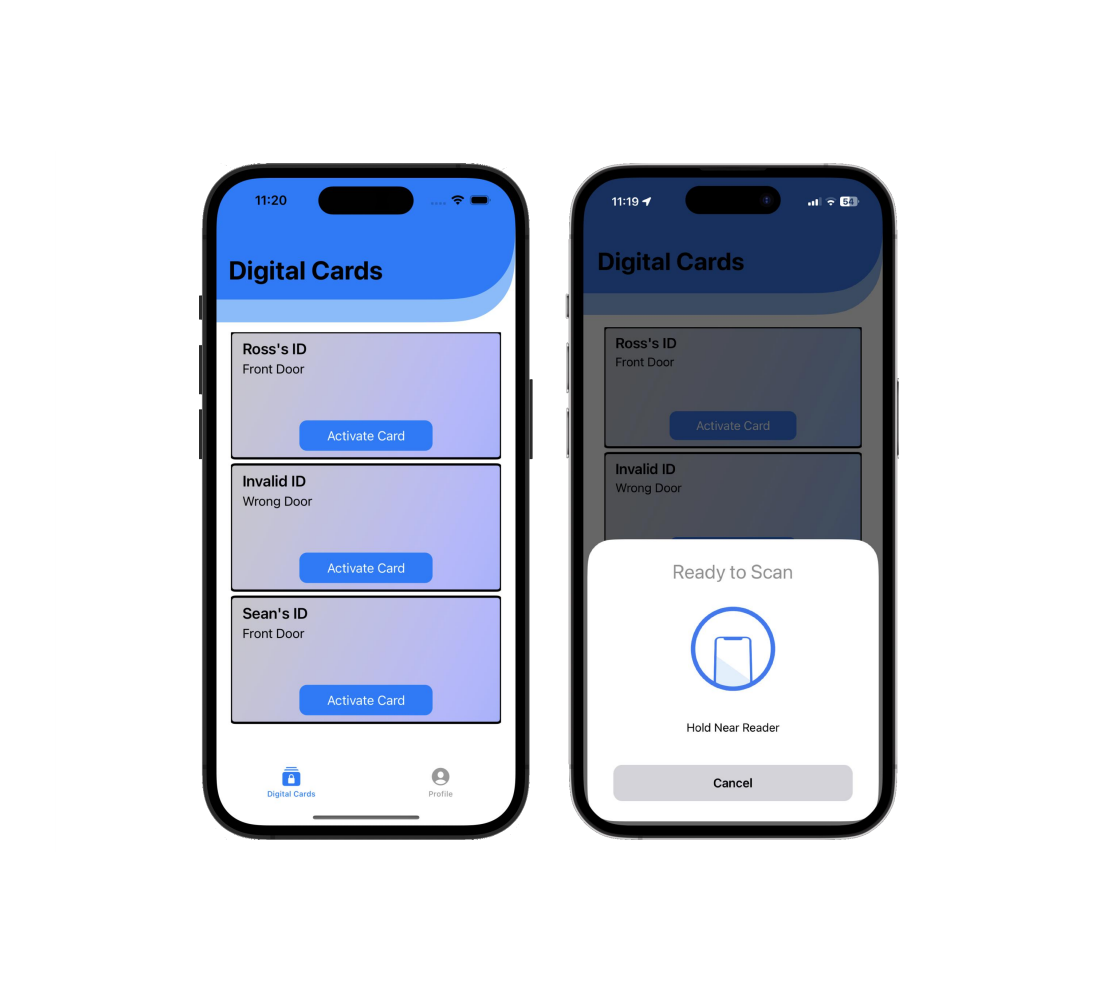 11:20
Digital Cards
Ross's ID
Front Door
Activate Card
Invalid ID
Wrong Door
Activate Card
Sean's ID
Front Door
Activate Card
Digital Cards
Profile
11:19
54
Digital Cards
Ross's ID
Front Door
Activate Card
Invalid ID
Wrong Door
Ready to Scan
Hold Near Reader
Cancel